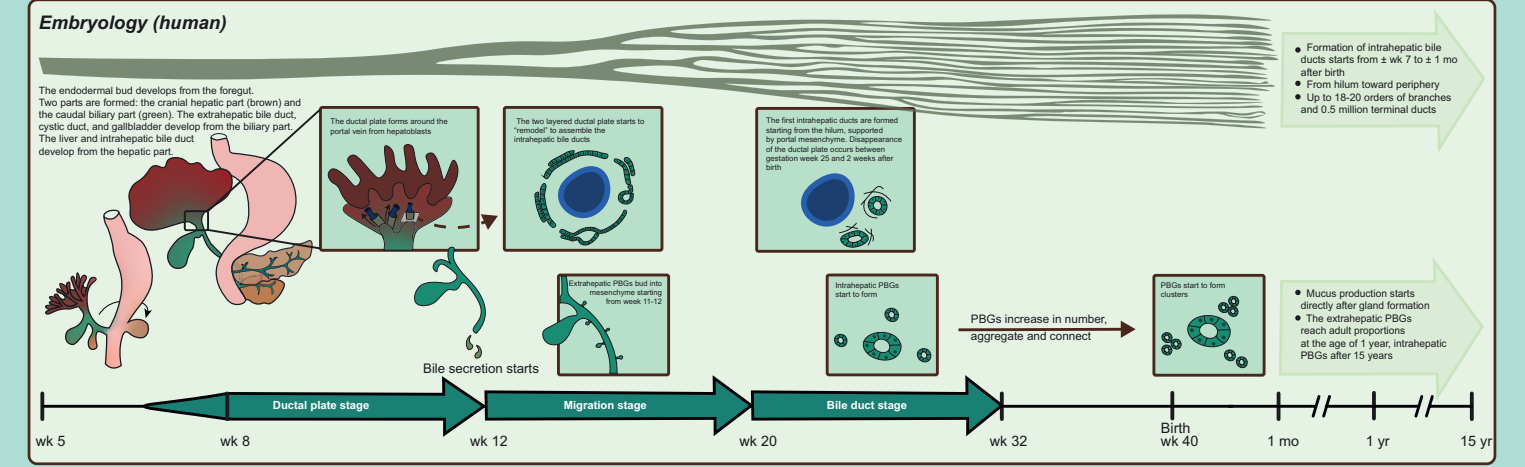 Embryology (human)
The endodermal bud develops from the foregut.
Two parts are formed: the cranial hepatic part (brown) and
the caudal biliary part (green). The extrahepatic bile duct,
cystic duct, and gallbladder develop from the biliary part.
The liver and intrahepatic bile duct
develop from the hepatic part.
The ductal plate forms around the
portal vein from hepatoblasts
The two layered ductal plate starts to
“remodel” to assemble the
intrahepatic bile ducts
The first intrahepatic ducts are formed
starting from the hilum, supported
by portal mesenchyme. Disappearance
of the ductal plate occurs between
gestation week 25 and 2 weeks after
birth
• Formation of intrahepatic bile
ducts starts from ± wk 7 to ± 1 mo
after birth
• From hilum toward periphery
• Up to 18-20 orders of branches
and 0.5 million terminal ducts
Extrahepatic PBGs bud into
mesenchyme starting
from week 11-12
Intrahepatic PBGs
start to form
PBGs increase in number,
aggregate and connect
PBGs start to form
clusters
• Mucus production starts
directly after gland formation
• The extrahepatic PBGs
reach adult proportions
at the age of 1 year, intrahepatic
PBGs after 15 years
Bile secretion starts
Ductal plate stage
Migration stage
Bile duct stage
wk 5
wk 8
wk 12
wk 20
wk 32
Birth
wk 40
1 mo
1 yr
15 yr